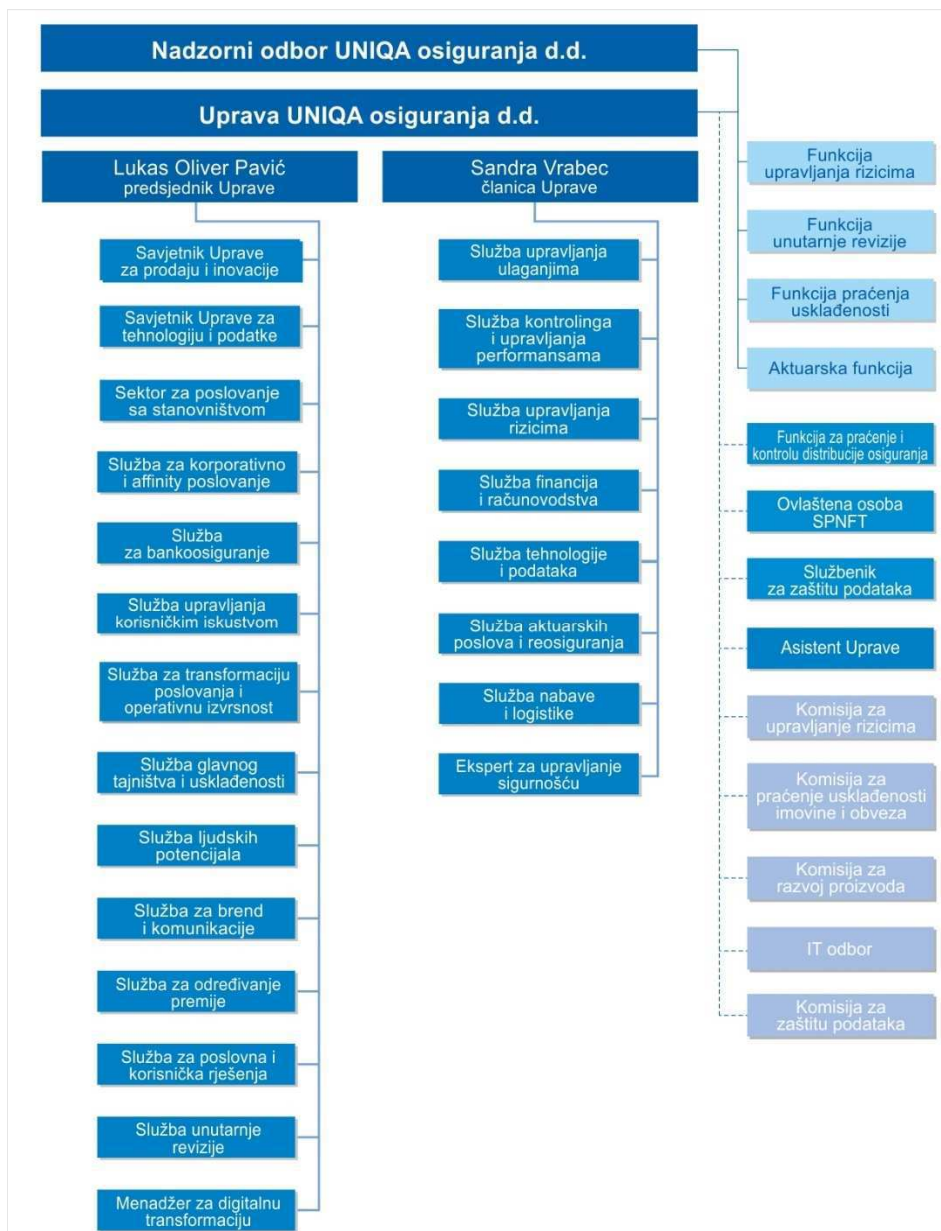 Nadzorni odbor UNIQA osiguranja d.d.
Uprava UNIQA osiguranja d.d.
Lukas Oliver Pavić
predsjednik Uprave
Savjetnik Uprave
za prodaju i inovacije
Savjetnik Uprave za
tehnologiju i podatke
Sektor za poslovanje
sa stanovništvom
Služba za korporativno
i affinity poslovanje
Služba
za bankoosiguranje
Služba upravljanja
korisničkim iskustvom
Služba za transformaciju
poslovanja i
operativnu izvrsnost
Služba glavnog
tajništva i usklađenosti
Služba ljudskih
potencijala
Služba za brend
i komunikacije
Služba za određivanje
premije
Služba za poslovna i
korisnička rješenja
Služba unutarnje
revizije
Menadžer za digitalnu
transformaciju
Sandra Vrabec
članica Uprave
Služba upravljanja
ulaganjima
Služba kontrolinga
i upravljanja
performansama
Služba upravljanja
rizicima
Služba financija
i računovodstva
Služba tehnologije
i podataka
Služba aktuarskih
poslova i reosiguranja
Služba nabave
i logistike
Ekspert za upravljanje
sigurnošću
Funkcija
upravljanja rizicima
Funkcija
unutarnje revizije
Funkcija praćenja
usklađenosti
Aktuarska funkcija
Funkcija za praćenje i
kontrolu distribucije osiguranja
Ovlaštena osoba
SPNFT
Službenik
za zaštitu podataka
Asistent Uprave
Komisija za
upravljanje rizicima
Komisija za
praćenje usklađenosti
imovine i obveza
Komisija za
razvoj proizvoda
IT odbor
Komisija za
zaštitu podataka